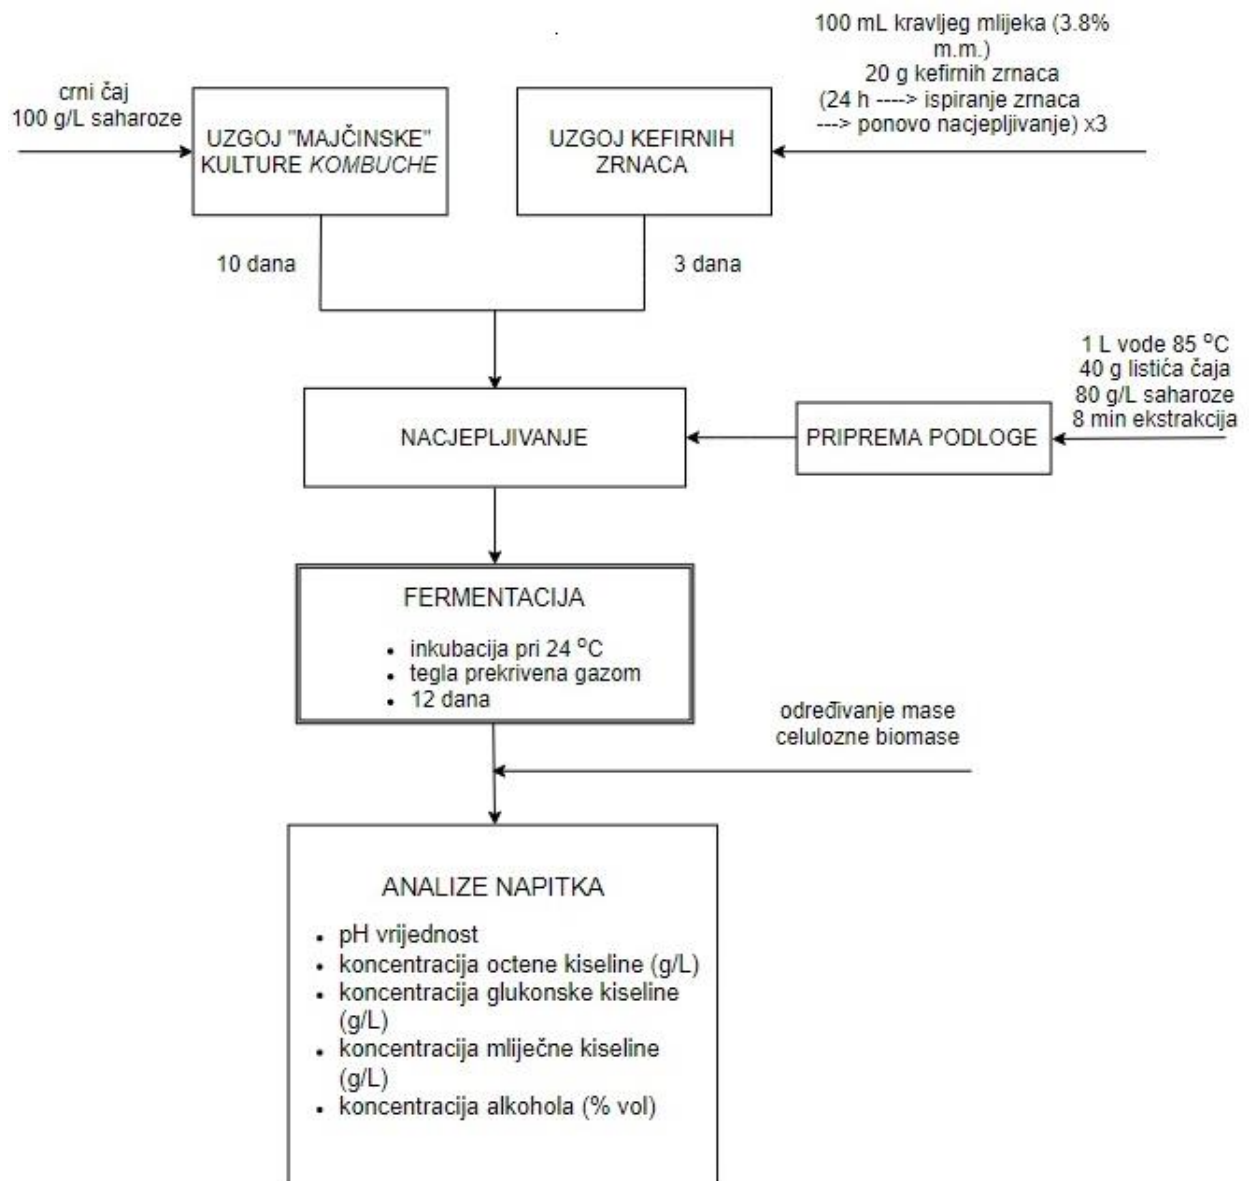 crni čaj
100 g/L saharoze
UZGOJ "MAJČINSKE"
KULTURE KOMBUCHE
100 mL kravljeg mlijeka (3.8%
m.m.)
20 g kefirnih zrnaca
(24 h ----> ispiranje zrnaca
---> ponovo nacjepljivanje) x3
UZGOJ KEFIRNIH
ZRNACA
10 dana
3 dana
NACJEPLJIVANJE
1 L vode 85 °C
40 g listića čaja
80 g/L saharoze
8 min ekstrakcija
PRIPREMA PODLOGE
FERMENTACIJA
• inkubacija pri 24 °C
• tegla prekrivena gazom
• 12 dana
određivanje mase
celulozne biomase
ANALIZE NAPITKA
• pH vrijednost
• koncentracija octene kiseline (g/L)
• koncentracija glukonske kiseline
(g/L)
• koncentracija mliječne kiseline
(g/L)
• koncentracija alkohola (% vol)